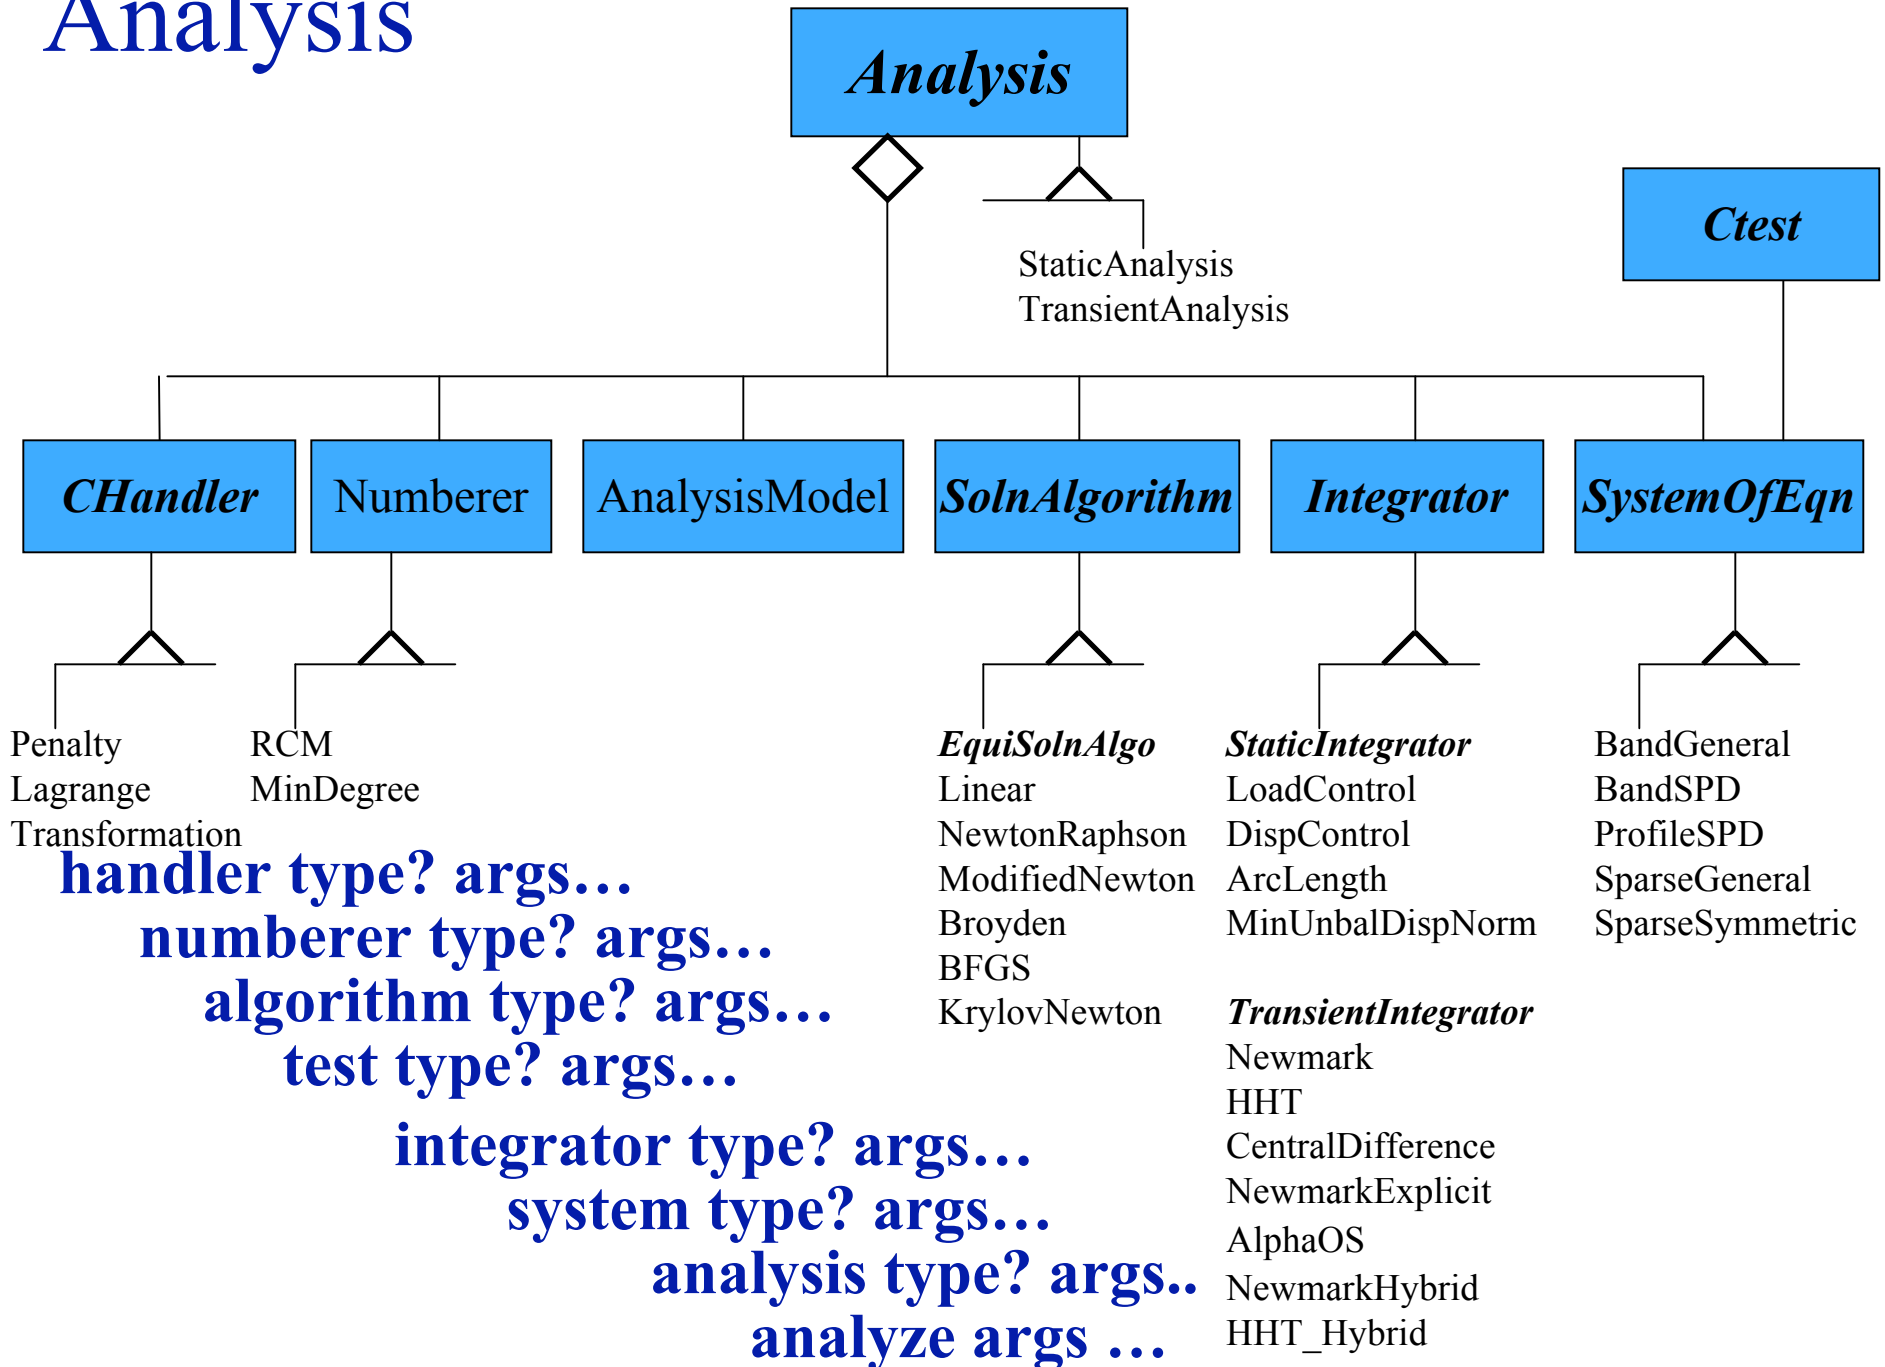 Analysis
Analysis
Ctest
StaticAnalysis
TransientAnalysis
CHandler
Numberer
AnalysisModel
SolnAlgorithm
Integrator
SystemOfEqn
Penalty
Lagrange
Transformation
RCM
MinDegree
EquiSolnAlgo
Linear
NewtonRaphson
ModifiedNewton
Broyden
BFGS
KrylovNewton
StaticIntegrator
LoadControl
DispControl
ArcLength
MinUnbalDispNorm
TransientIntegrator
Newmark
HHT
CentralDifference
NewmarkExplicit
AlphaOS
NewmarkHybrid
HHT_Hybrid
BandGeneral
BandSPD
ProfileSPD
SparseGeneral
SparseSymmetric
handler type? args…
numberer type? args…
algorithm type? args…
test type? args…
integrator type? args…
system type? args…
analysis type? args..
analyze args …